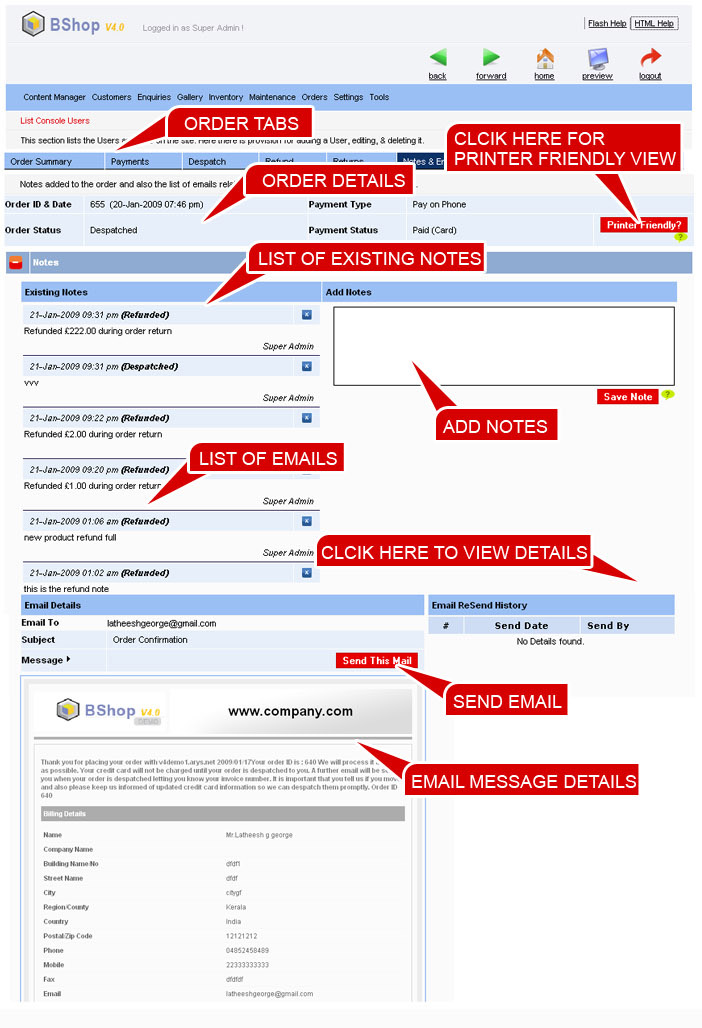 BShop V4.0
Logged in as Super Admin !
Flash Help HTML Help
back forward home preview logout
Content Manager Customers Enquiries Gallery Inventory Maintenance Orders Settings Tools
List Console Users
ORDER TABS
This section lists the Users on the site. Here there is provision for adding a User, editing, & deleting it.
CLCIK HERE FOR
PRINTER FRIENDLY VIEW
Order Summary Payments Despatch Refund Returns Notes & Em
ORDER DETAILS
Notes added to the order and also the list of emails
Order ID & Date 655 (20-Jan-2009 07:46 pm) Payment Type Pay on Phone
Order Status Despatched Payment Status Paid (Card)
Printer Friendly? ?
Notes
LIST OF EXISTING NOTES
Existing Notes
Add Notes
21-Jan-2009 09:31 pm (Refunded) x
Refunded £222.00 during order return
Super Admin
21-Jan-2009 09:31 pm (Despatched) x
vvv
Super Admin
Save Note ?
ADD NOTES
21-Jan-2009 09:22 pm (Refunded) x
Refunded £2.00 during order return
LIST OF EMAILS
21-Jan-2009 09:20 pm (Refunded)
Refunded £1.00 during order return
Super Admin
21-Jan-2009 01:06 am (Refunded) x
new product refund full
Super Admin
CLCIK HERE TO VIEW DETAILS
21-Jan-2009 01:02 am (Refunded) x
this is the refund note
Email Details
Email To latheeshgeorge@gmail.com
Subject Order Confirmation
Message
Send This Mail
Email ReSend History
# Send Date Send By
No Details found.
SEND EMAIL
BShop V4.0
DEMO
www.company.com
Thank you for placing your order with v4demo1.arys.net 2009/01/17Your order ID is : 640 We will process it
as possible. Your credit card will not be charged until your order is despatched to you. A further email will be
you when your order is despatched letting you know your invoice number. It is important that you tell us if you move
and also please keep us informed of updated credit card information so we can despatch them promptly. Order ID
640
EMAIL MESSAGE DETAILS
Billing Details
Name Mr.Latheesh g george
Company Name
Building Name/No dfdf1
Street Name dfdf
City citygf
Region/County Kerala
Country India
Postal/Zip Code 12121212
Phone 04852458489
Mobile 22333333333
Fax dfdfdf
Email latheeshgeorge@gmail.com